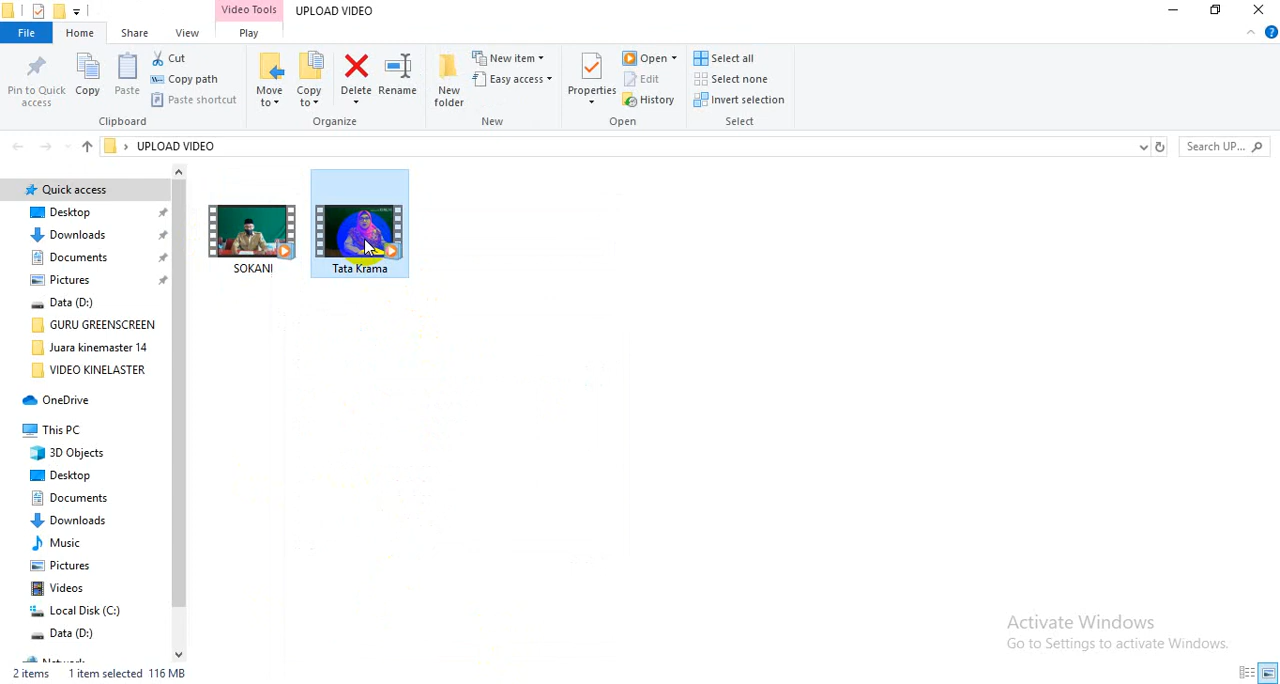 Video Tools
UPLOAD VIDEO
File
Home
Share
View
Play
Pin to Quick access
Copy
Paste
Cut
Copy path
Paste shortcut
Clipboard
Move to
Copy to
Delete
Rename
Organize
New folder
New item
Easy access
New
Properties
Open
Edit
History
Open
Select all
Select none
Invert selection
Select
UPLOAD VIDEO
Search UP...
Quick access
Desktop
Downloads
Documents
Pictures
Data (D:)
GURU GREENSCREEN
Juara kinemaster 14
VIDEO KINELASTER
OneDrive
This PC
3D Objects
Desktop
Documents
Downloads
Music
Pictures
Videos
Local Disk (C:)
Data (D:)
SOKANI
Tata Krama
Activate Windows
Go to Settings to activate Windows.
2 items
1 item selected 116 MB